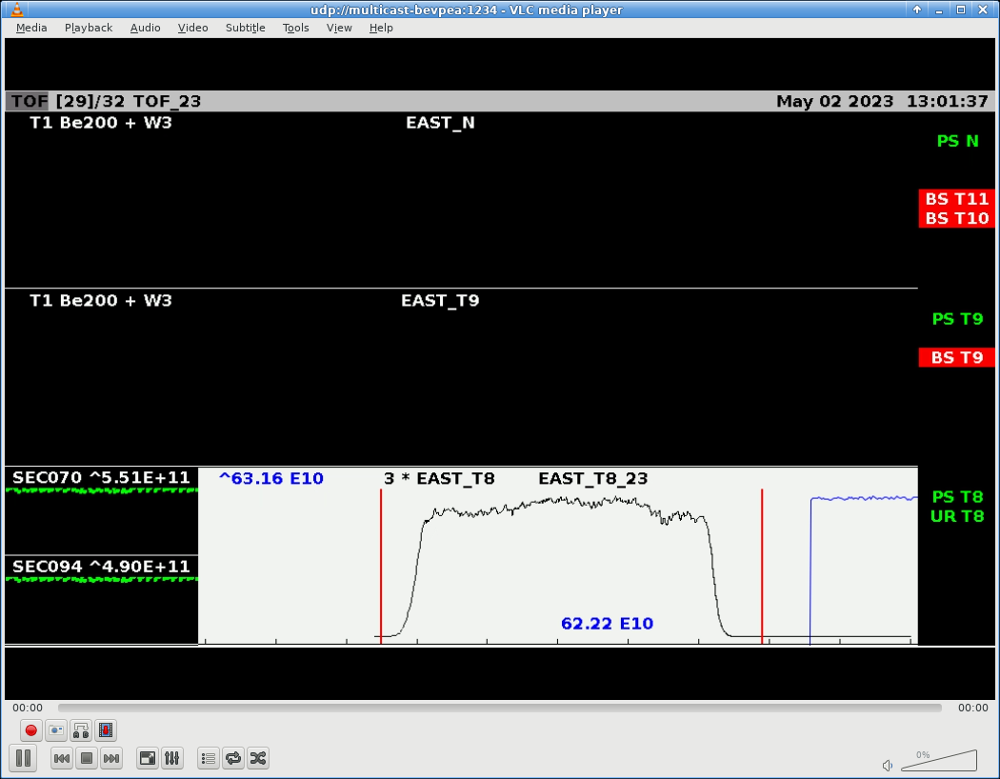 udp://multicast-bevpea:1234 - VLC media player
Media Playback Audio Video Subtitle Tools View Help
TOF [29]/32 TOF_23 May 02 2023 13:01:37
T1 Be200 + W3 EAST_N
PS N
BS T11
BS T10
T1 Be200 + W3 EAST_T9
PS T9
BS T9
SEC070 ^5.51E+11 ^63.16 E10 3 * EAST_T8 EAST_T8_23
PS T8
UR T8
SEC094 ^4.90E+11
62.22 E10
00:00 00:00
A B
0%